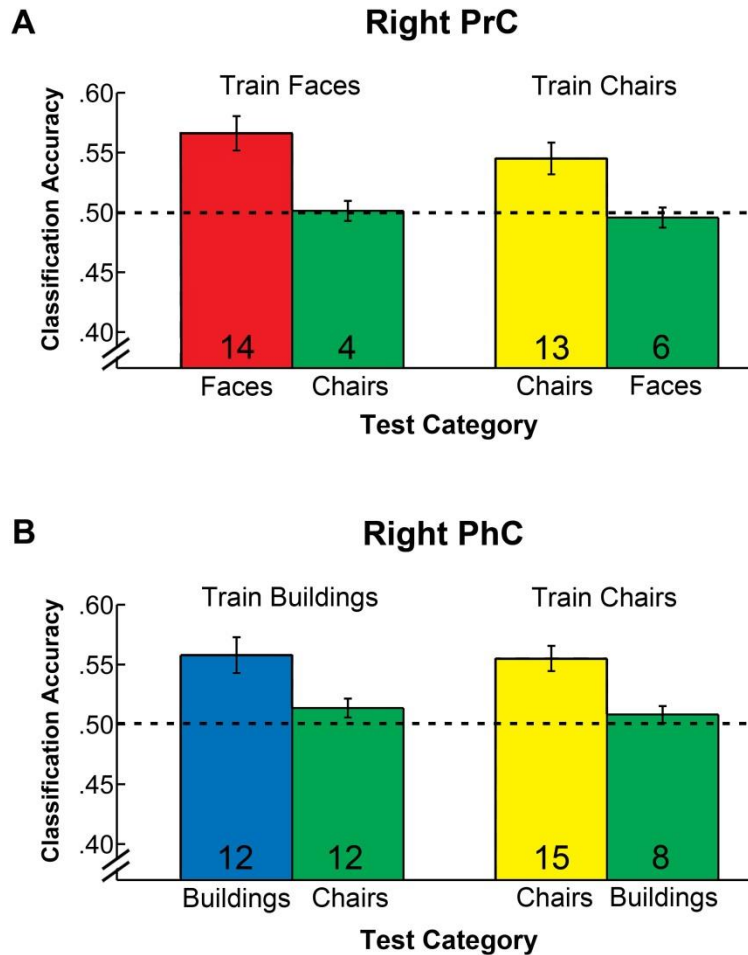 A
Right PrC
Train Faces Train Chairs
Classification Accuracy
.60
.55
.50
.45
.40
14 4 13 6
Faces Chairs Chairs Faces
Test Category
B
Right PhC
Train Buildings Train Chairs
Classification Accuracy
.60
.55
.50
.45
.40
12 12 15 8
Buildings Chairs Chairs Buildings
Test Category